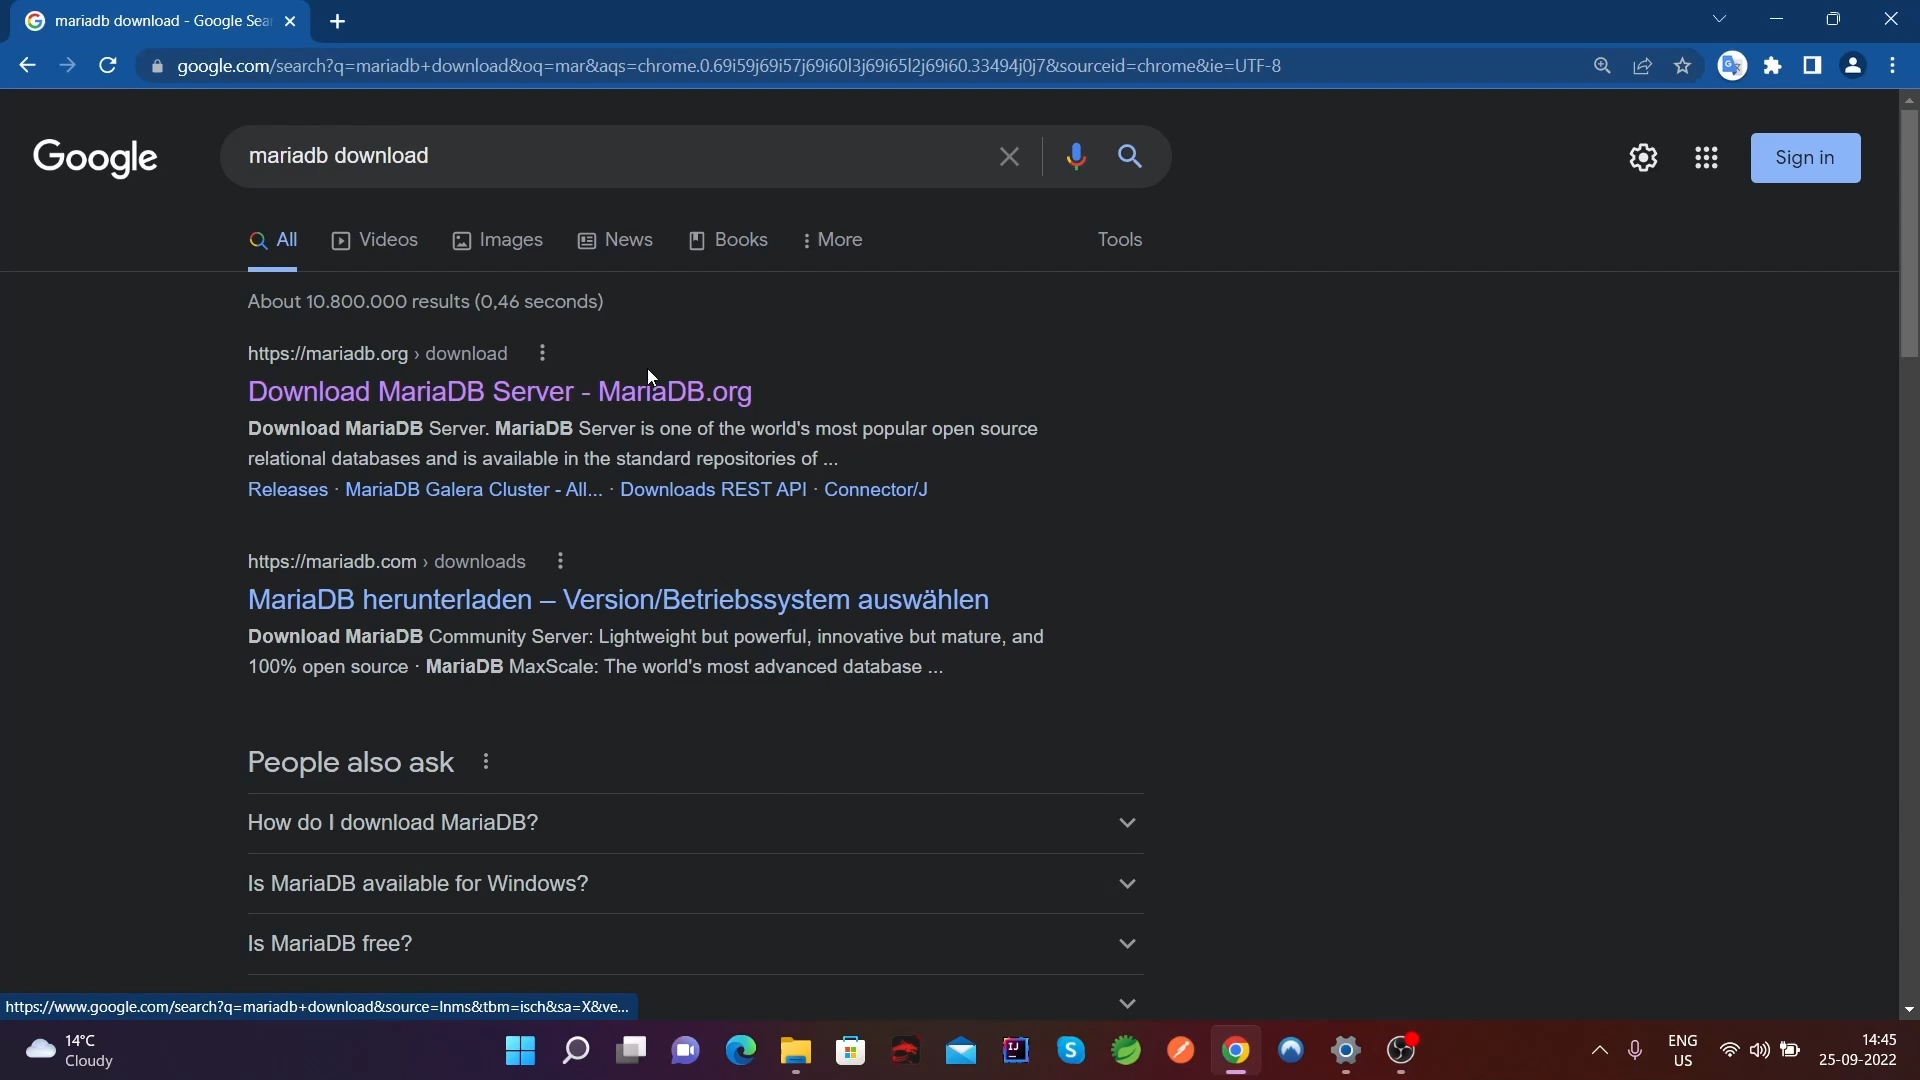 mariadb download - Google Sea
google.com/search?q=mariadb+download&oq=mar&aqs=chrome.0.69i59j69i57j69i60l3j69i65l2j69i60.33494j0j7&sourceid=chrome&ie=UTF-8
Google
mariadb download
Sign in
All
Videos
Images
News
Books
More
Tools
About 10.800.000 results (0,46 seconds)
https://mariadb.org › download
Download MariaDB Server - MariaDB.org
Download MariaDB Server. MariaDB Server is one of the world's most popular open source
relational databases and is available in the standard repositories of ...
Releases · MariaDB Galera Cluster - All... · Downloads REST API · Connector/J
https://mariadb.com › downloads
MariaDB herunterladen – Version/Betriebssystem auswählen
Download MariaDB Community Server: Lightweight but powerful, innovative but mature, and
100% open source · MariaDB MaxScale: The world's most advanced database ...
People also ask
How do I download MariaDB?
Is MariaDB available for Windows?
Is MariaDB free?
https://www.google.com/search?q=mariadb+download&source=lnms&tbm=isch&sa=X&ve...
14°C
Cloudy
ENG
US
14:45
25-09-2022